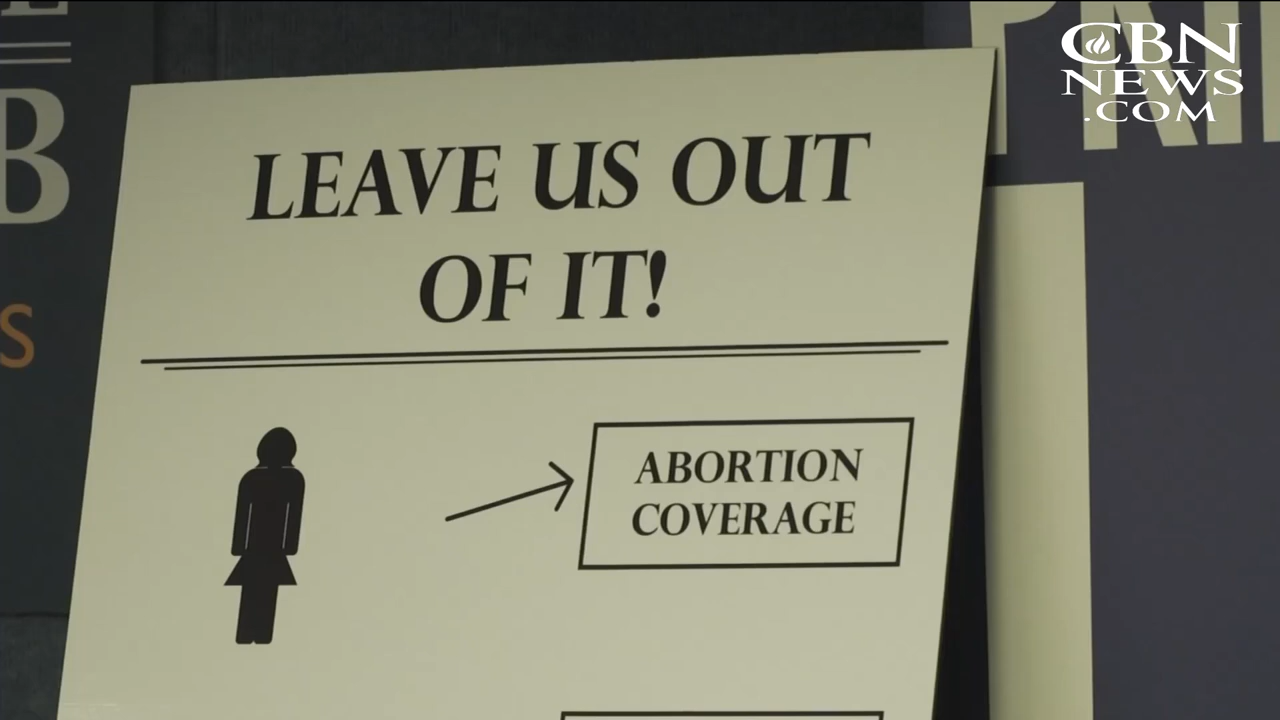 CBN
NEWS
.COM
LEAVE US OUT
OF IT!
ABORTION
COVERAGE
B
S